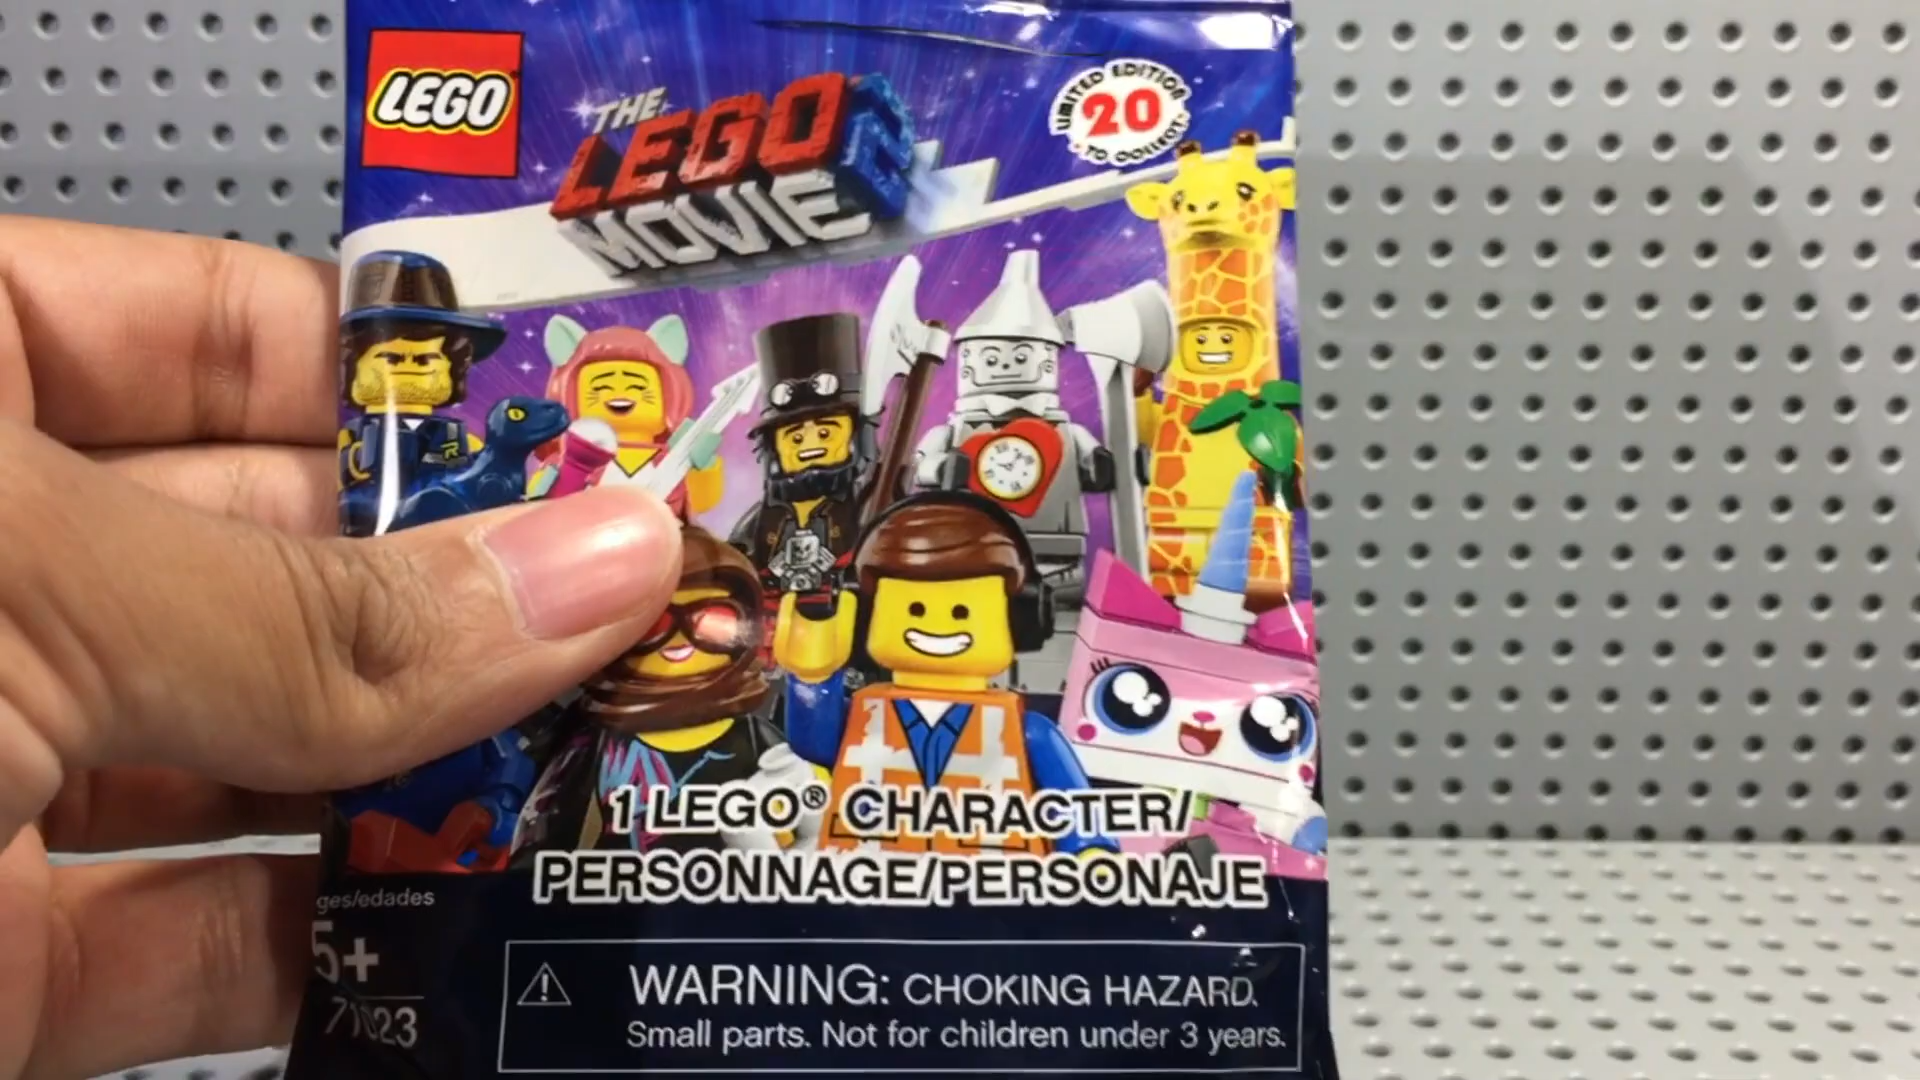 LEGO
THE
LEGO
MOVIE 2
LIMITED EDITION
20
TO COLLECT
1 LEGO® CHARACTER/
PERSONNAGE/PERSONAJE
ges/edades
5+
71023
WARNING: CHOKING HAZARD.
Small parts. Not for children under 3 years.